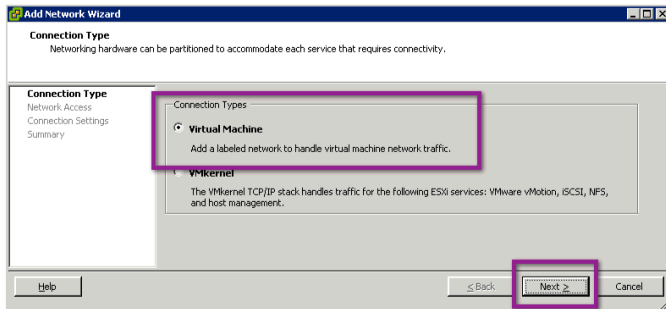 Add Network Wizard
Connection Type
Networking hardware can be partitioned to accommodate each service that requires connectivity.
Connection Type
Network Access
Connection Settings
Summary
Connection Types
Virtual Machine
Add a labeled network to handle virtual machine network traffic.
VMkernel
The VMkernel TCP/IP stack handles traffic for the following ESXi services: VMware vMotion, iSCSI, NFS,
and host management.
Help
< Back
Next >
Cancel